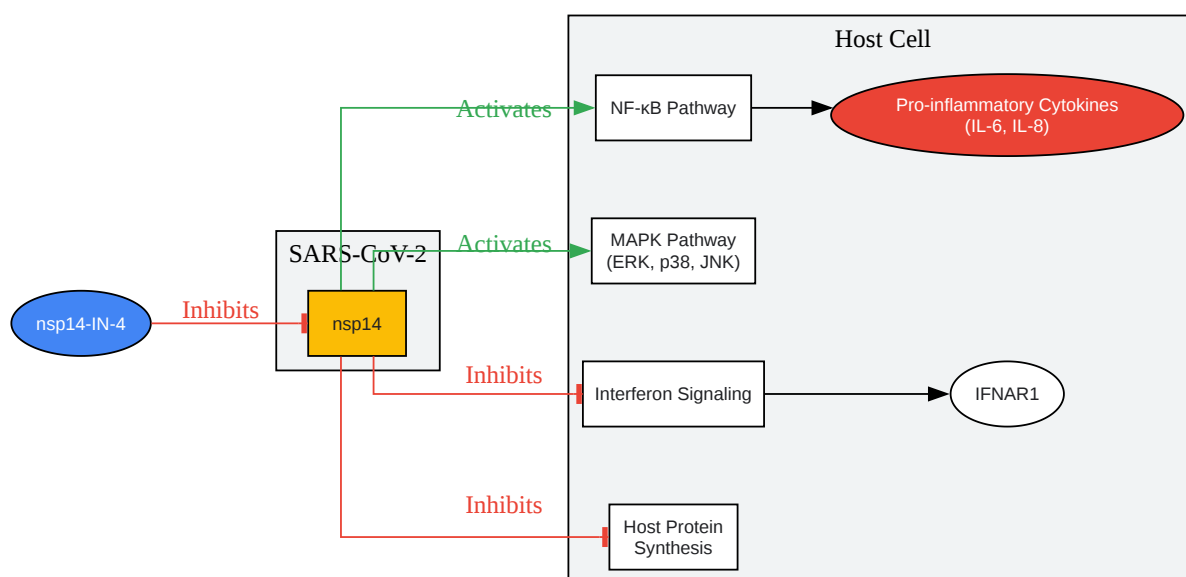 Host Cell
Activates
NF-κB Pathway
Pro-inflammatory Cytokines
(IL-6, IL-8)
SARS-CoV-2
Activates
MAPK Pathway
(ERK, p38, JNK)
nsp14-IN-4
Inhibits
nsp14
Inhibits
Interferon Signaling
IFNAR1
Inhibits
Host Protein
Synthesis